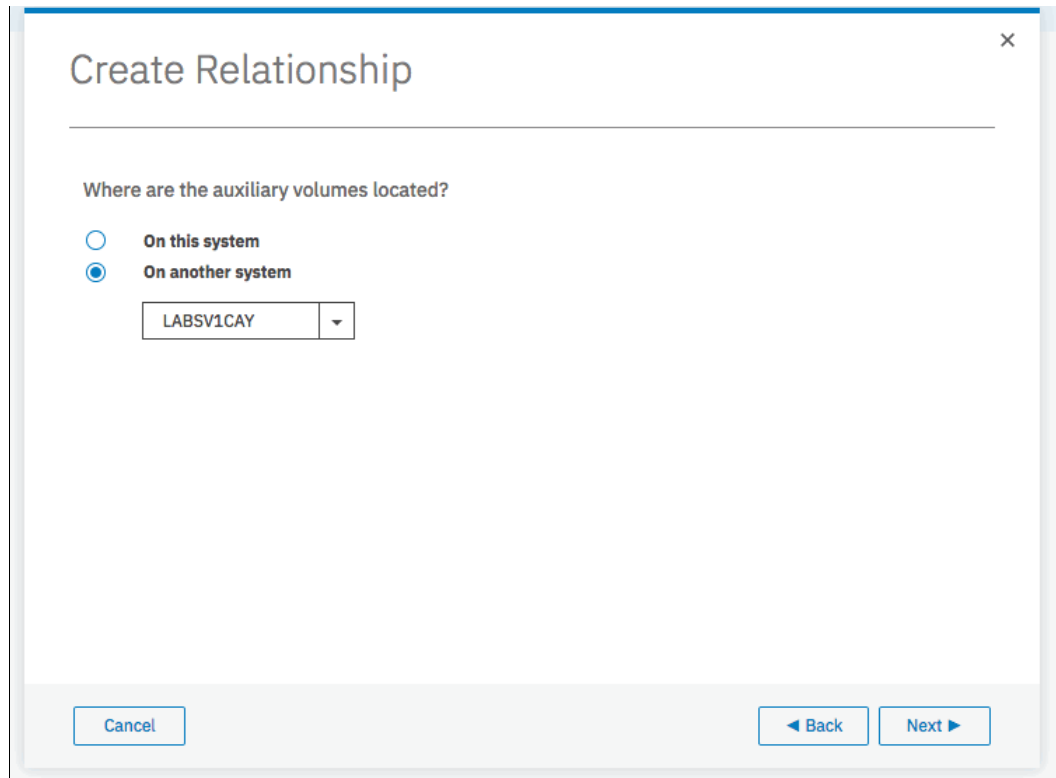 Create Relationship
Where are the auxiliary volumes located?
On this system
On another system
LABSV1CAY
Cancel
Back
Next